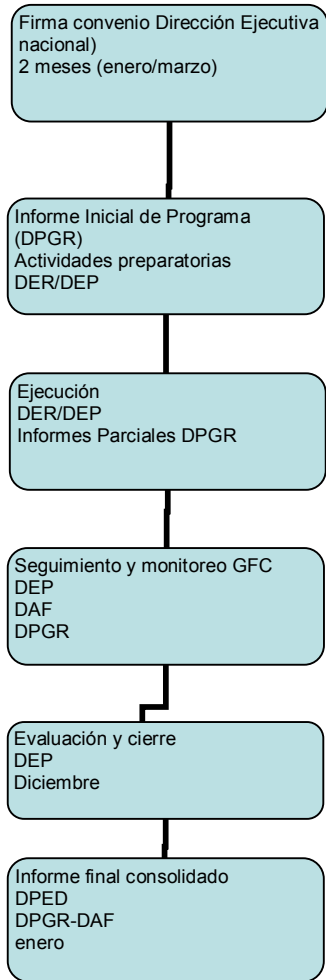 Firma convenio Dirección Ejecutiva
nacional)
2 meses (enero/marzo)
Informe Inicial de Programa
(DPGR)
Actividades preparatorias
DER/DEP
Ejecución
DER/DEP
Informes Parciales DPGR
Seguimiento y monitoreo GFC
DEP
DAF
DPGR
Evaluación y cierre
DEP
Diciembre
Informe final consolidado
DPED
DPGR-DAF
enero